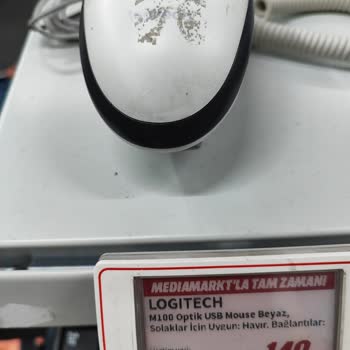 MEDIAMARKT'LA TAM ZAMANI
LOGITECH
M100 Optik USB Mouse Beyaz,
Solaklar İçin Uygun: Hayır. Bağlantılar: